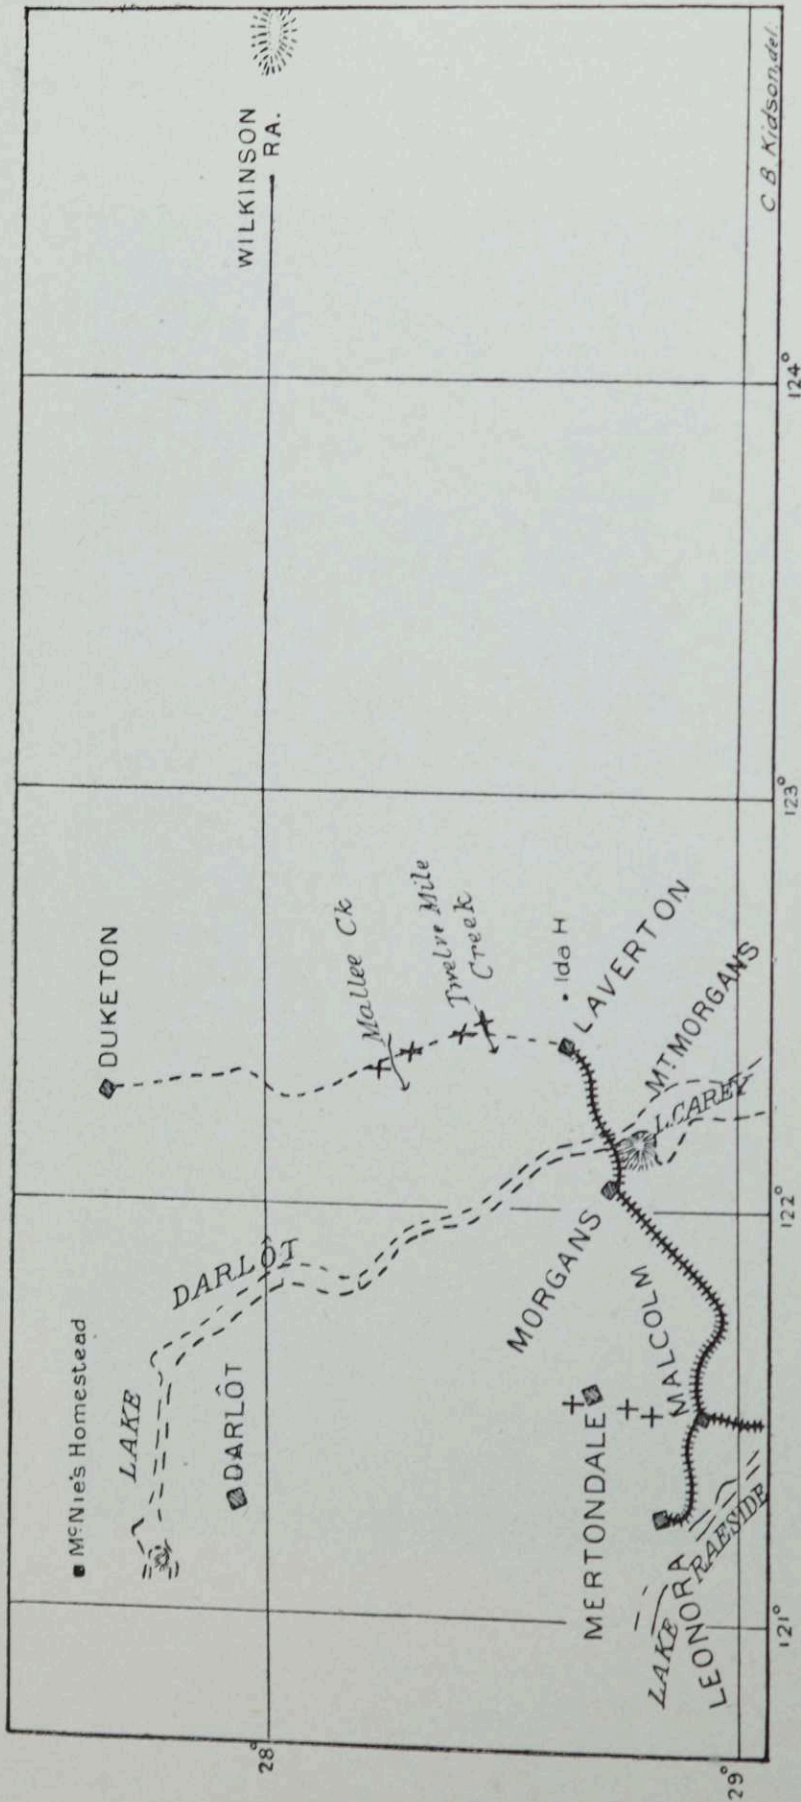 McNie's Homestead
LAKE
DARLÔT
DARLÔT
DUKETON
WILKINSON
RA.
28°
Mallee Ck
Twelve Mile
Creek
Ida H
LAVERTON
MT MORGANS
L. CAREY
MORGANS
MALCOLM
MERTONDALE
LAKE
RAESIDE
LEONORA
29°
121°
122°
123°
124°
C B Kidson, del.